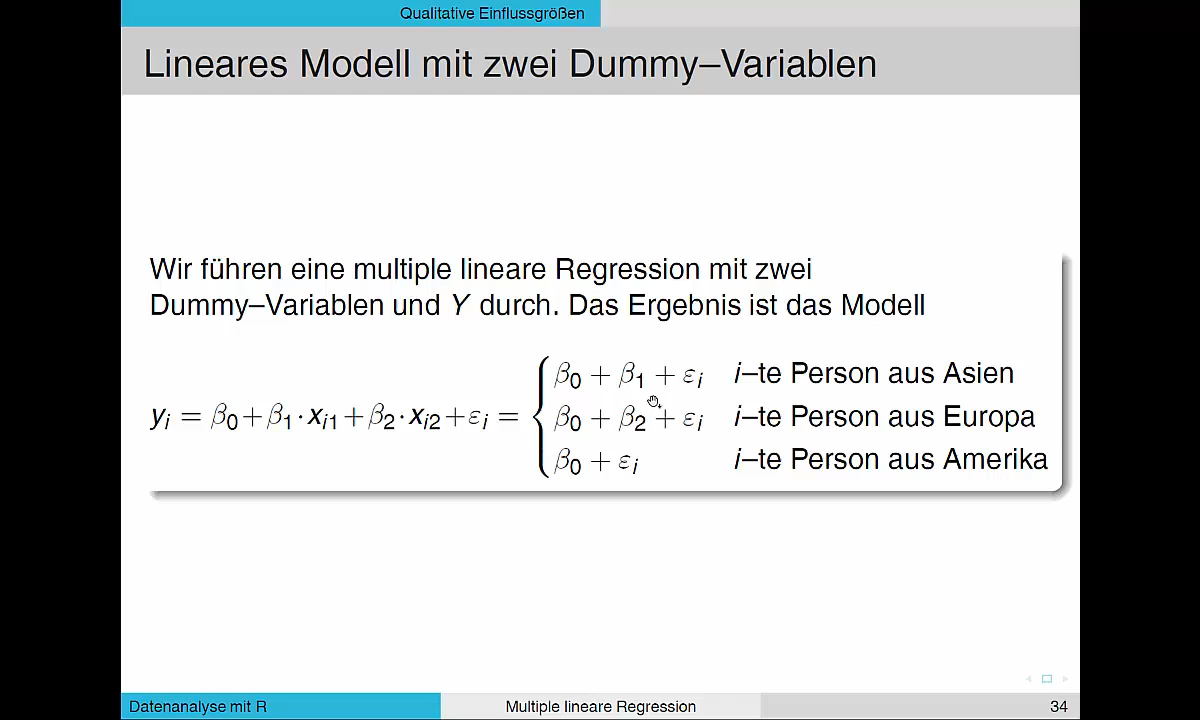 Qualitative Einflussgrößen
Lineares Modell mit zwei Dummy–Variablen
Wir führen eine multiple lineare Regression mit zwei
Dummy–Variablen und Y durch. Das Ergebnis ist das Modell
β0 + β1 + εi i–te Person aus Asien
yi = β0+β1·xi1+β2·xi2+εi = { β0 + β2 + εi i–te Person aus Europa
β0 + εi i–te Person aus Amerika
Datenanalyse mit R Multiple lineare Regression 34